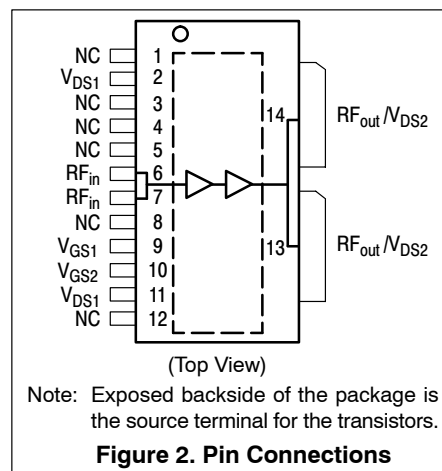 NC 1
VDS1 2
NC 3
NC 4
14
RFout/VDS2
NC 5
RFin 6
RFin 7
NC 8
VGS1 9
13
RFout/VDS2
VGS2 10
VDS1 11
NC 12
(Top View)
Note: Exposed backside of the package is
the source terminal for the transistors.
Figure 2. Pin Connections